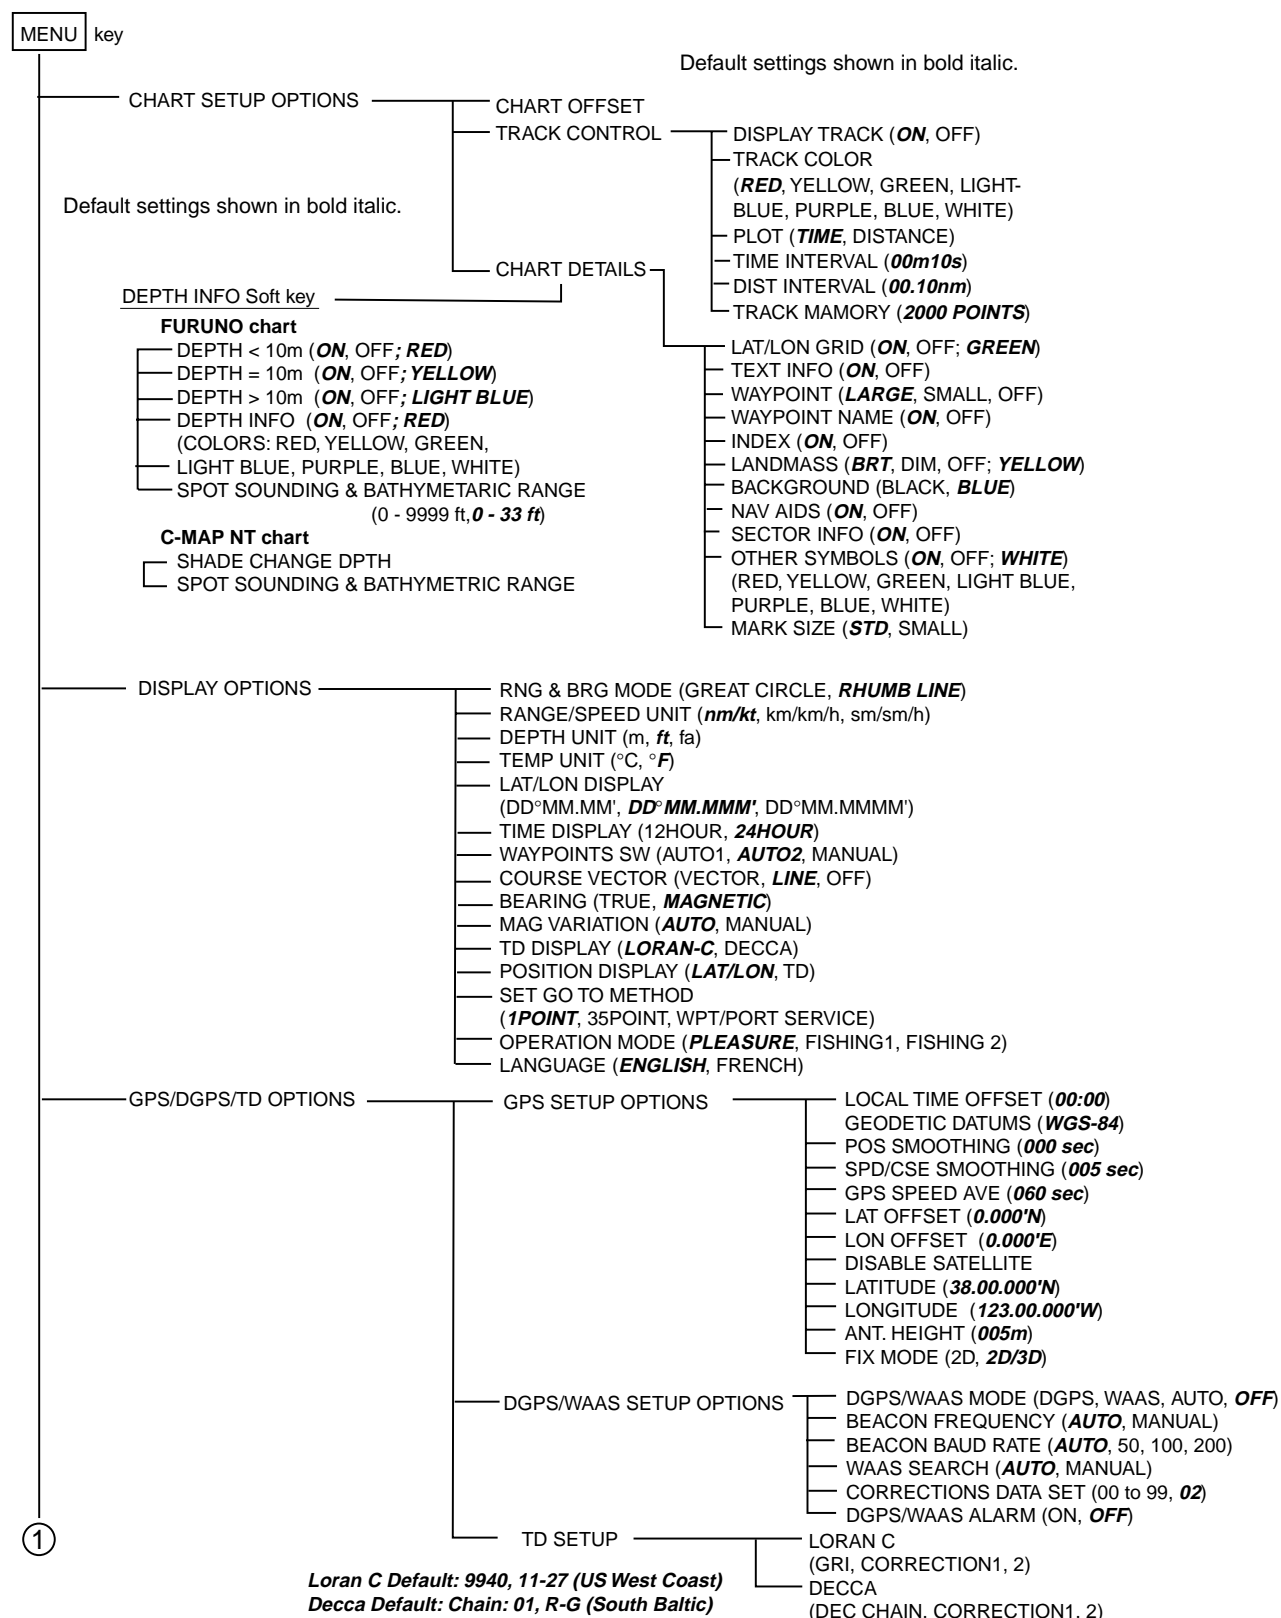 MENU key
Default settings shown in bold italic.
CHART SETUP OPTIONS
CHART OFFSET
TRACK CONTROL
DISPLAY TRACK (ON, OFF)
TRACK COLOR
(RED, YELLOW, GREEN, LIGHT-
BLUE, PURPLE, BLUE, WHITE)
PLOT (TIME, DISTANCE)
TIME INTERVAL (00m10s)
DIST INTERVAL (00.10nm)
TRACK MAMORY (2000 POINTS)
Default settings shown in bold italic.
CHART DETAILS
DEPTH INFO Soft key
FURUNO chart
DEPTH < 10m (ON, OFF; RED)
DEPTH = 10m (ON, OFF; YELLOW)
DEPTH > 10m (ON, OFF; LIGHT BLUE)
DEPTH INFO (ON, OFF; RED)
(COLORS: RED, YELLOW, GREEN,
LIGHT BLUE, PURPLE, BLUE, WHITE)
SPOT SOUNDING & BATHYMETARIC RANGE
(0 - 9999 ft,0 - 33 ft)
C-MAP NT chart
SHADE CHANGE DPTH
SPOT SOUNDING & BATHYMETRIC RANGE
LAT/LON GRID (ON, OFF; GREEN)
TEXT INFO (ON, OFF)
WAYPOINT (LARGE, SMALL, OFF)
WAYPOINT NAME (ON, OFF)
INDEX (ON, OFF)
LANDMASS (BRT, DIM, OFF; YELLOW)
BACKGROUND (BLACK, BLUE)
NAV AIDS (ON, OFF)
SECTOR INFO (ON, OFF)
OTHER SYMBOLS (ON, OFF; WHITE)
(RED, YELLOW, GREEN, LIGHT BLUE,
PURPLE, BLUE, WHITE)
MARK SIZE (STD, SMALL)
DISPLAY OPTIONS
RNG & BRG MODE (GREAT CIRCLE, RHUMB LINE)
RANGE/SPEED UNIT (nm/kt, km/km/h, sm/sm/h)
DEPTH UNIT (m, ft, fa)
TEMP UNIT (°C, °F)
LAT/LON DISPLAY
(DD°MM.MM', DD°MM.MMM', DD°MM.MMMM')
TIME DISPLAY (12HOUR, 24HOUR)
WAYPOINTS SW (AUTO1, AUTO2, MANUAL)
COURSE VECTOR (VECTOR, LINE, OFF)
BEARING (TRUE, MAGNETIC)
MAG VARIATION (AUTO, MANUAL)
TD DISPLAY (LORAN-C, DECCA)
POSITION DISPLAY (LAT/LON, TD)
SET GO TO METHOD
(1POINT, 35POINT, WPT/PORT SERVICE)
OPERATION MODE (PLEASURE, FISHING1, FISHING 2)
LANGUAGE (ENGLISH, FRENCH)
GPS/DGPS/TD OPTIONS
GPS SETUP OPTIONS
LOCAL TIME OFFSET (00:00)
GEODETIC DATUMS (WGS-84)
POS SMOOTHING (000 sec)
SPD/CSE SMOOTHING (005 sec)
GPS SPEED AVE (060 sec)
LAT OFFSET (0.000'N)
LON OFFSET (0.000'E)
DISABLE SATELLITE
LATITUDE (38.00.000'N)
LONGITUDE (123.00.000'W)
ANT. HEIGHT (005m)
FIX MODE (2D, 2D/3D)
DGPS/WAAS SETUP OPTIONS
DGPS/WAAS MODE (DGPS, WAAS, AUTO, OFF)
BEACON FREQUENCY (AUTO, MANUAL)
BEACON BAUD RATE (AUTO, 50, 100, 200)
WAAS SEARCH (AUTO, MANUAL)
CORRECTIONS DATA SET (00 to 99, 02)
DGPS/WAAS ALARM (ON, OFF)
TD SETUP
LORAN C
(GRI, CORRECTION1, 2)
DECCA
(DEC CHAIN, CORRECTION1, 2)
1
Loran C Default: 9940, 11-27 (US West Coast)
Decca Default: Chain: 01, R-G (South Baltic)